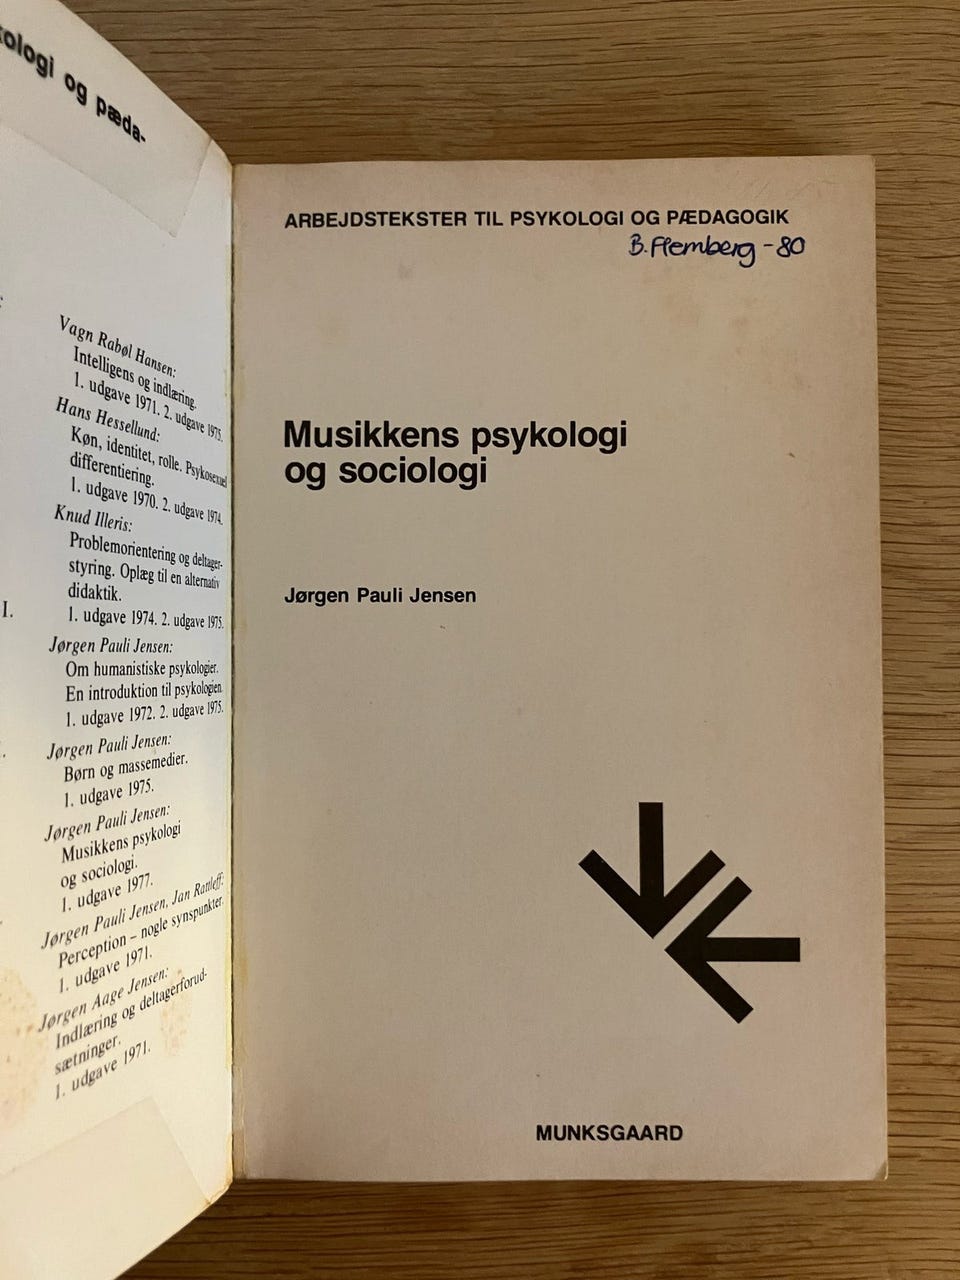 kologi og pæda-
Vagn Rabøl Hansen:
Intelligens og indlæring.
1. udgave 1971. 2. udgave 1975.
Hans Hessellund:
Køn, identitet, rolle. Psykosexuel
differentiering.
1. udgave 1970. 2. udgave 1974.
Knud Illeris:
Problemorientering og deltager-
styring. Oplæg til en alternativ
didaktik.
1. udgave 1974. 2. udgave 1975.
I.
Jørgen Pauli Jensen:
Om humanistiske psykologier.
En introduktion til psykologien.
1. udgave 1972. 2. udgave 1975.
Jørgen Pauli Jensen:
Børn og massemedier.
1. udgave 1975.
Jørgen Pauli Jensen:
Musikkens psykologi
og sociologi.
1. udgave 1977.
Jørgen Pauli Jensen, Jan Rattleff:
Perception – nogle synspunkter.
1. udgave 1971.
Jørgen Aage Jensen:
Indlæring og deltagerforud-
sætninger.
1. udgave 1971.
ARBEJDSTEKSTER TIL PSYKOLOGI OG PÆDAGOGIK
B. Flemberg -80
Musikkens psykologi
og sociologi
Jørgen Pauli Jensen
MUNKSGAARD